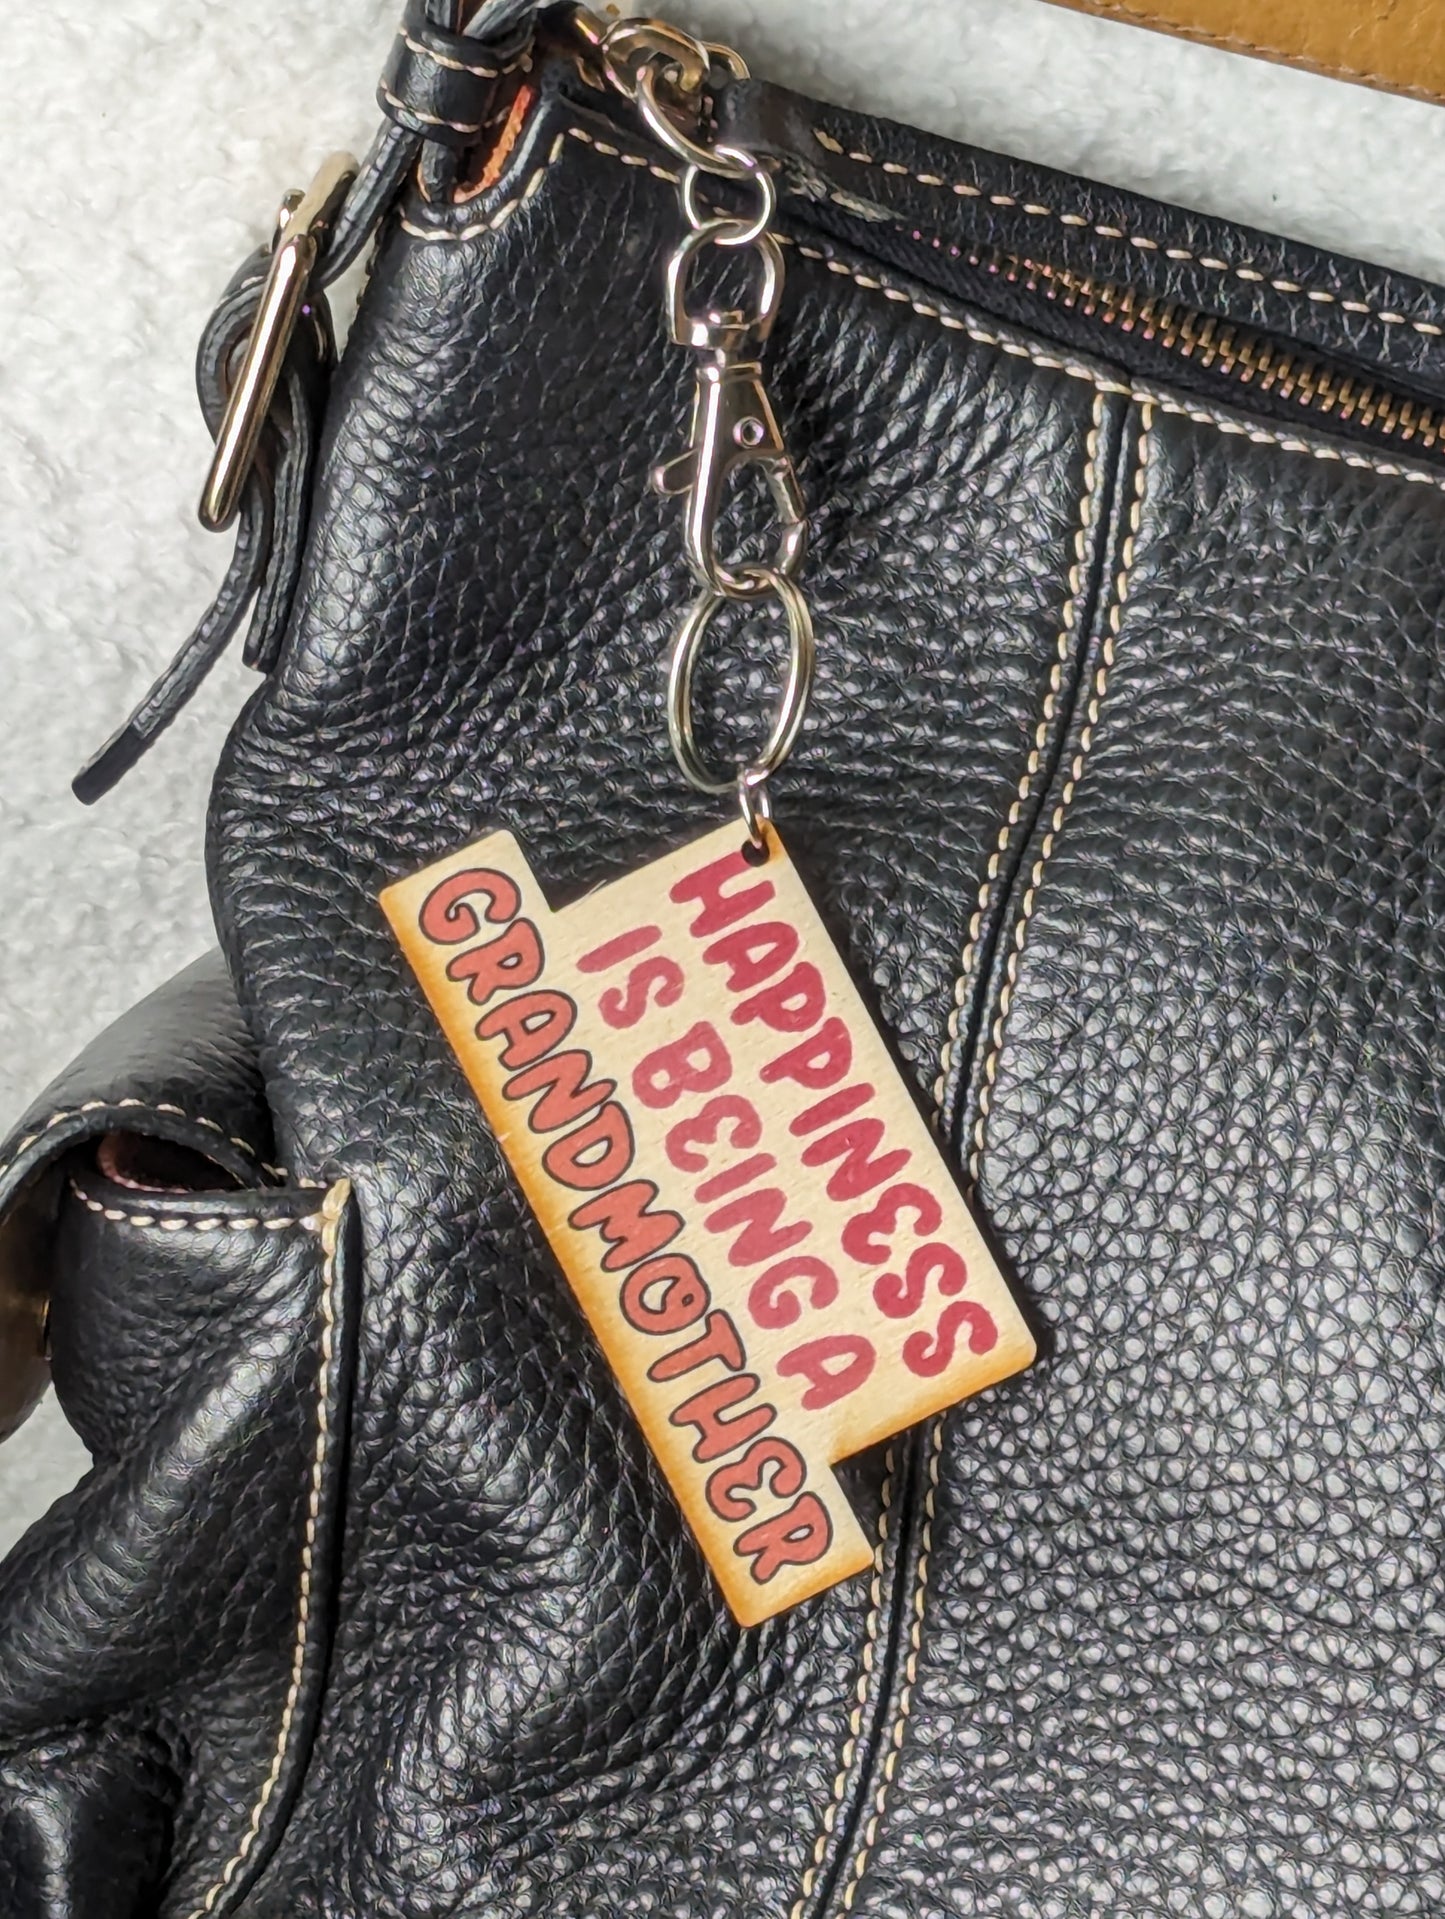 HAPPINESS
IS BEING A
GRANDMOTHER